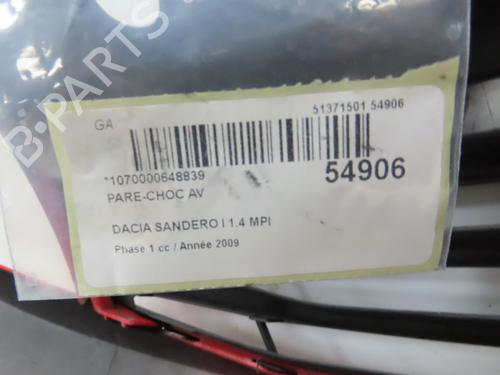 B-PARTS
GA
51371501 54906
*1070000648839
54906
PARE-CHOC AV
DACIA SANDERO I 1.4 MPI
Phase 1 cc / Année 2009